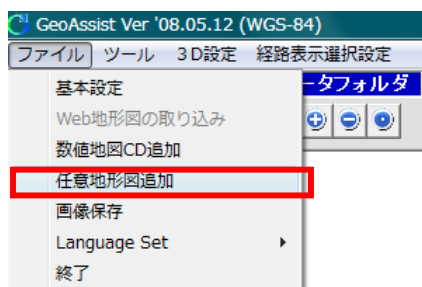 GeoAssist Ver '08.05.12 (WGS-84)
ファイル ツール 3D設定 経路表示選択設定
ータフォルダ
基本設定
Web地形図の取り込み
数値地図CD追加
任意地形図追加
画像保存
Language Set
終了